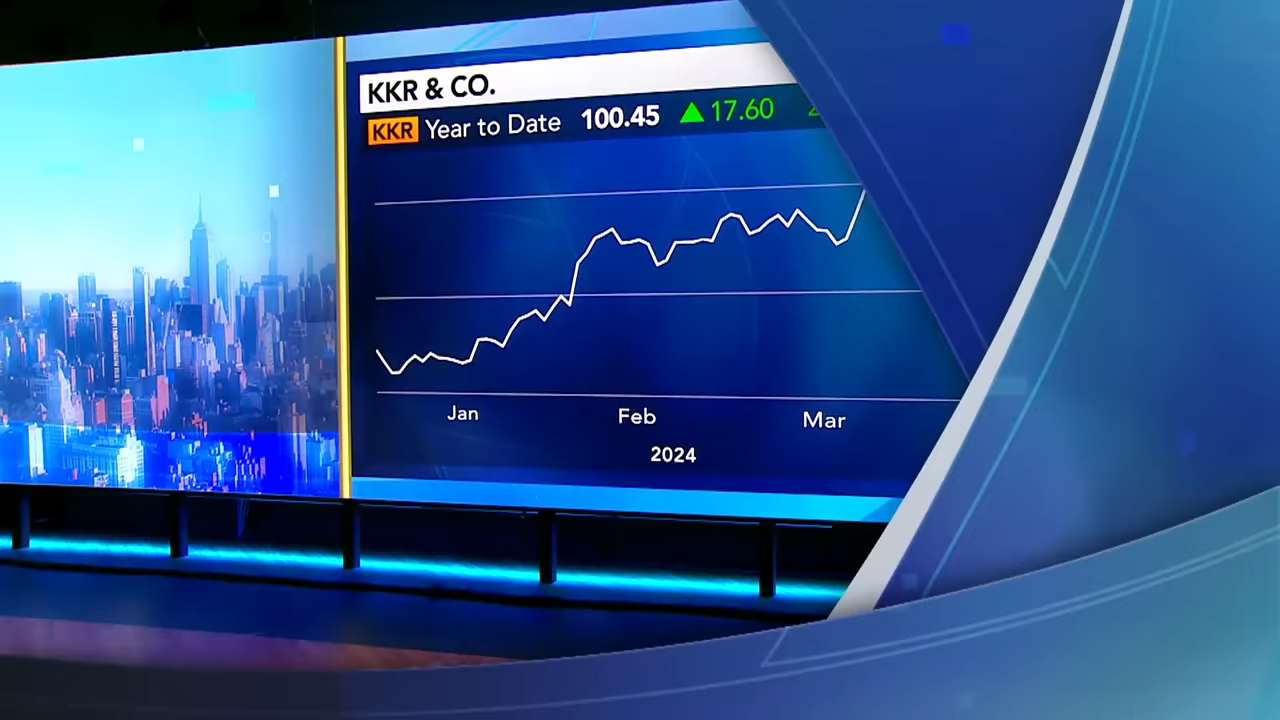 KKR & CO.
KKR Year to Date 100.45 ▲ 17.60
Jan Feb Mar
2024